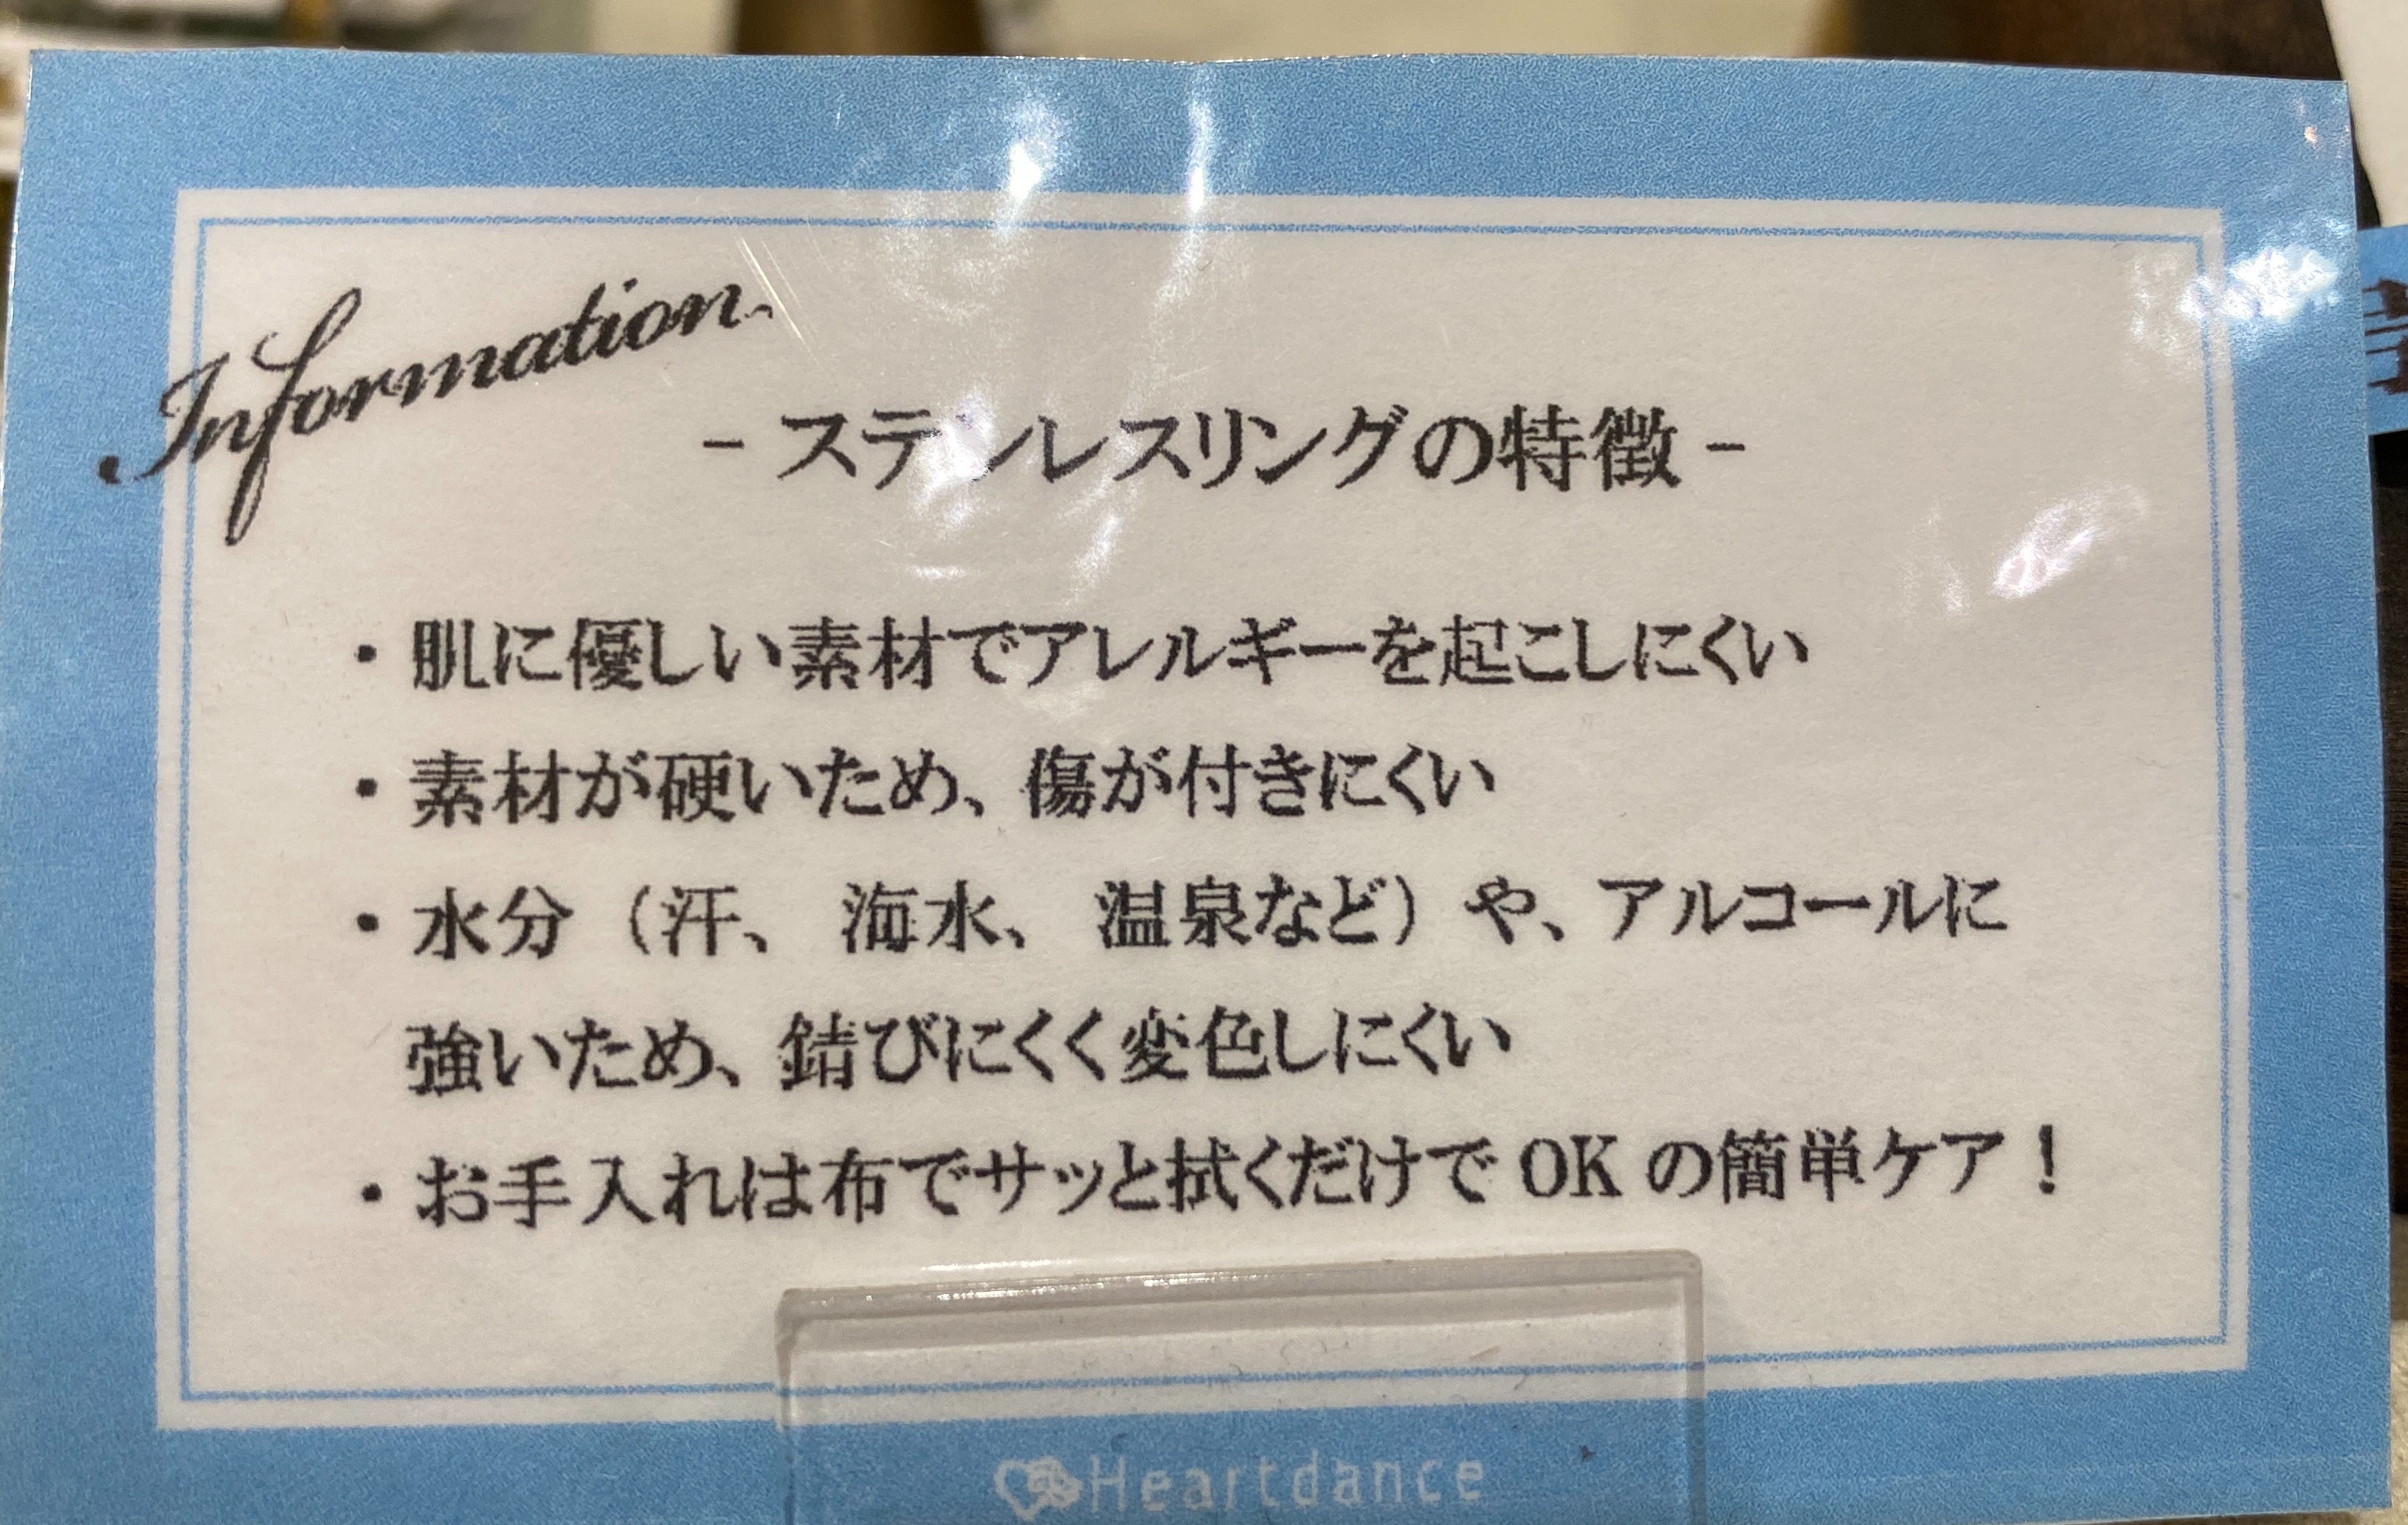 Information
- ステンレスリングの特徴 -
・肌に優しい素材でアレルギーを起こしにくい
・素材が硬いため、傷が付きにくい
・水分（汗、海水、温泉など）や、アルコールに
強いため、錆びにくく変色しにくい
・お手入れは布でサッと拭くだけでOKの簡単ケア！
Heartdance